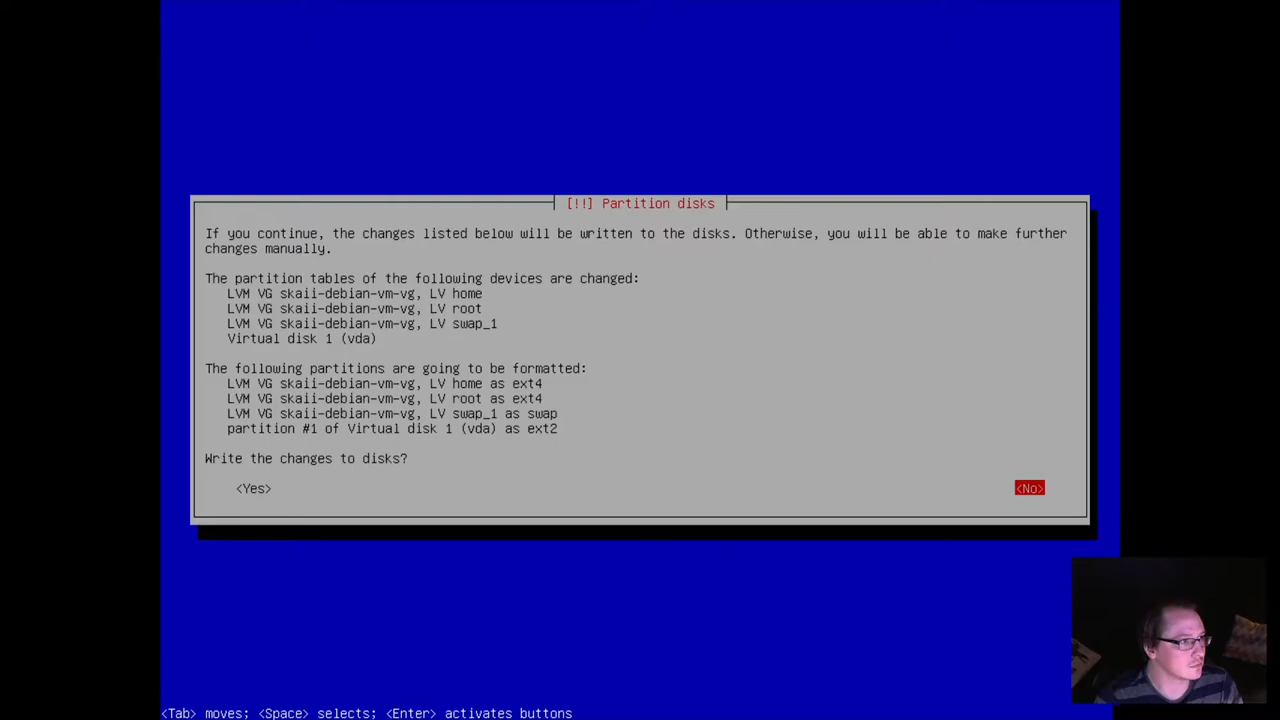 [!!] Partition disks
If you continue, the changes listed below will be written to the disks. Otherwise, you will be able to make further
changes manually.
The partition tables of the following devices are changed:
LVM VG skaii-debian-vm-vg, LV home
LVM VG skaii-debian-vm-vg, LV root
LVM VG skaii-debian-vm-vg, LV swap_1
Virtual disk 1 (vda)
The following partitions are going to be formatted:
LVM VG skaii-debian-vm-vg, LV home as ext4
LVM VG skaii-debian-vm-vg, LV root as ext4
LVM VG skaii-debian-vm-vg, LV swap_1 as swap
partition #1 of Virtual disk 1 (vda) as ext2
Write the changes to disks?
<Yes> <No>
<Tab> moves; <Space> selects; <Enter> activates buttons